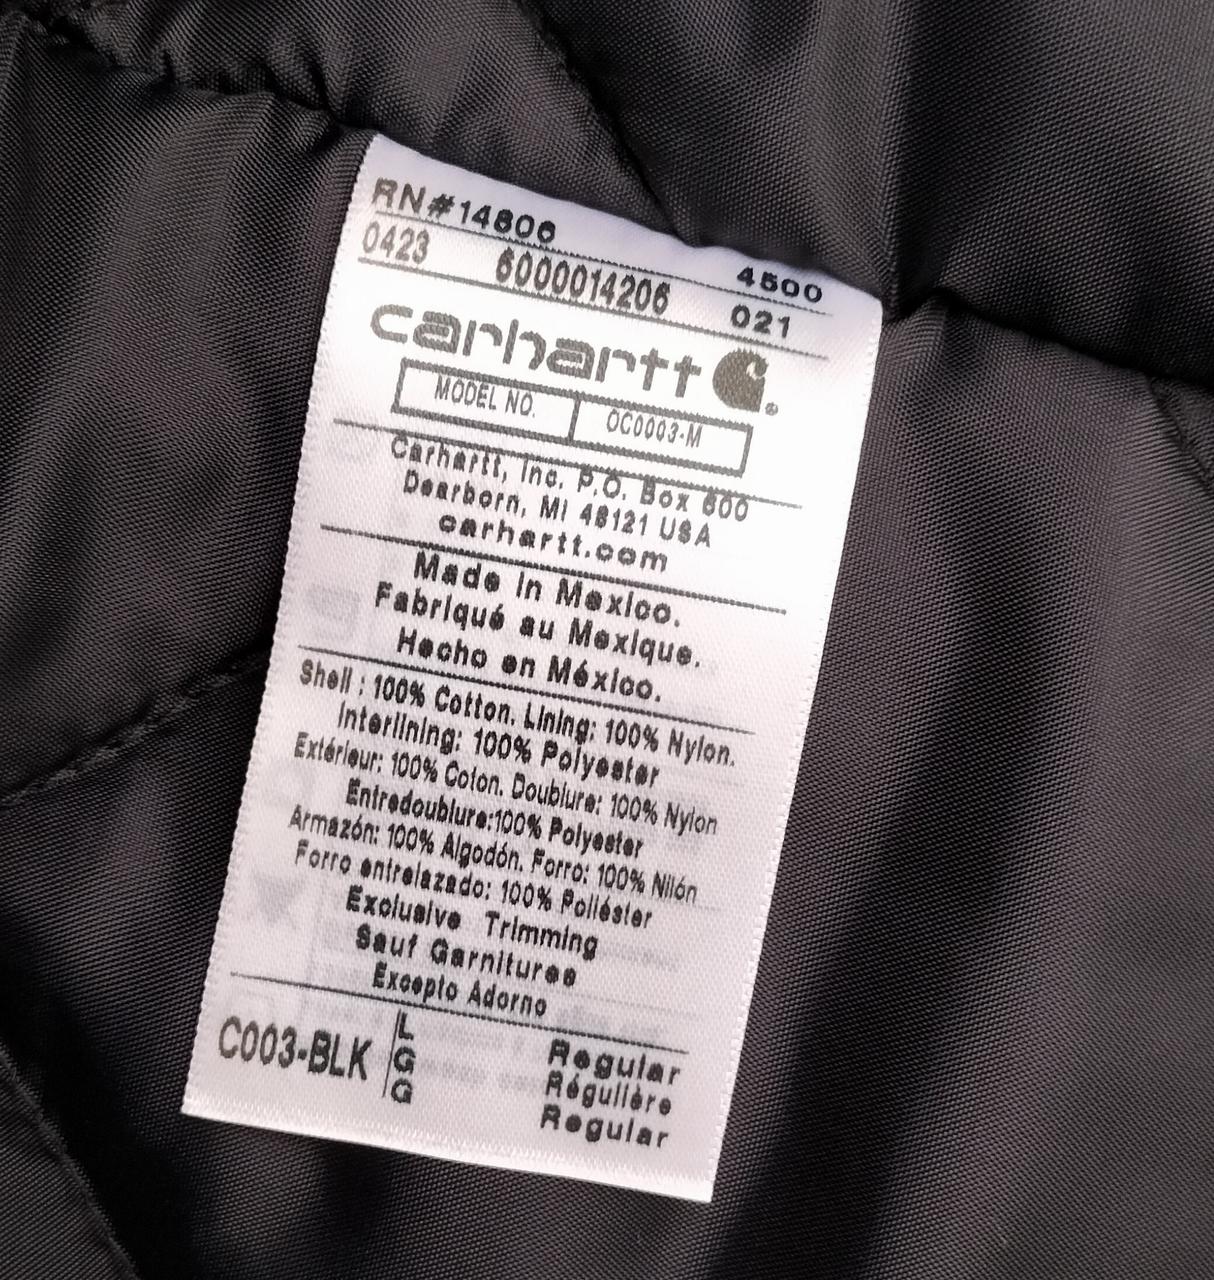 RN#14806 4500
0423 6000014206 021
carhartt
MODEL NO. OC0003-M
Carhartt, Inc. P.O. Box 600
Dearborn, MI 48121 USA
carhartt.com
Made in Mexico.
Fabriqué au Mexique.
Hecho en México.
Shell : 100% Cotton. Lining: 100% Nylon.
Interlining: 100% Polyester
Extérieur: 100% Coton. Doublure: 100% Nylon
Entredoublure:100% Polyester
Armazón: 100% Algodón. Forro: 100% Nilón
Forro entrelazado: 100% Poliéster
Exclusive Trimming
Sauf Garnitures
Excepto Adorno
C003-BLK L Regular
G Régulière
G Regular